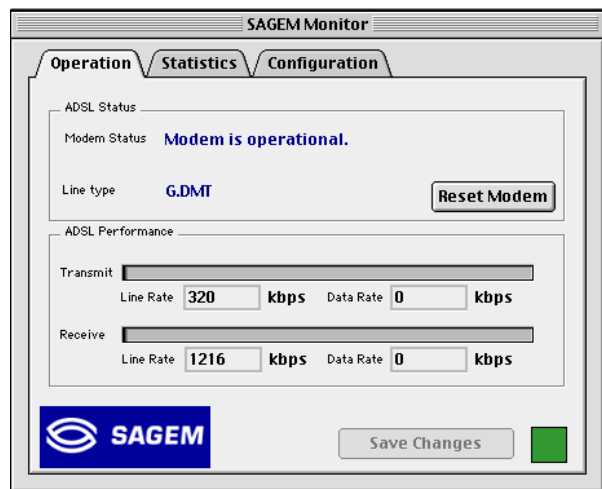 SAGEM Monitor
Operation Statistics Configuration
ADSL Status
Modem Status Modem is operational.
Line type G.DMT Reset Modem
ADSL Performance
Transmit
Line Rate 320 kbps Data Rate 0 kbps
Receive
Line Rate 1216 kbps Data Rate 0 kbps
SAGEM Save Changes